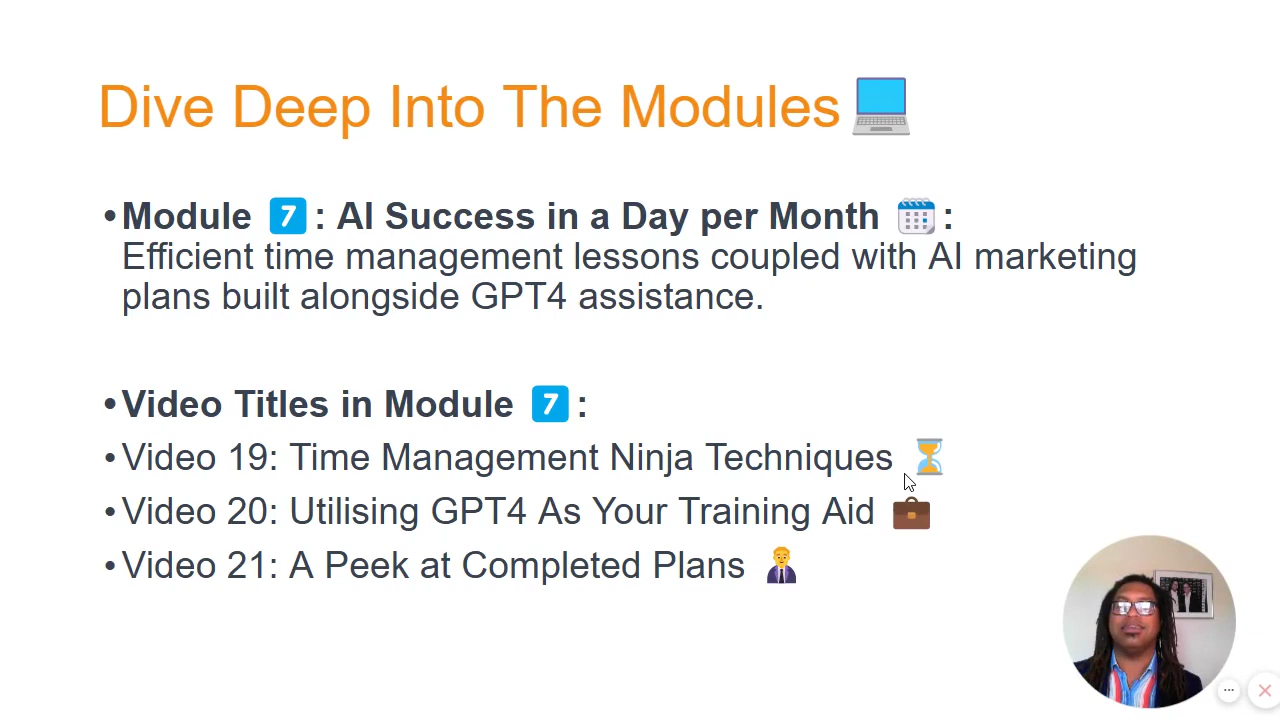 Dive Deep Into The Modules 💻
•Module 7️⃣: AI Success in a Day per Month 📅:
Efficient time management lessons coupled with AI marketing
plans built alongside GPT4 assistance.
•Video Titles in Module 7️⃣:
•Video 19: Time Management Ninja Techniques ⏳
•Video 20: Utilising GPT4 As Your Training Aid 💼
•Video 21: A Peek at Completed Plans 👨‍💼